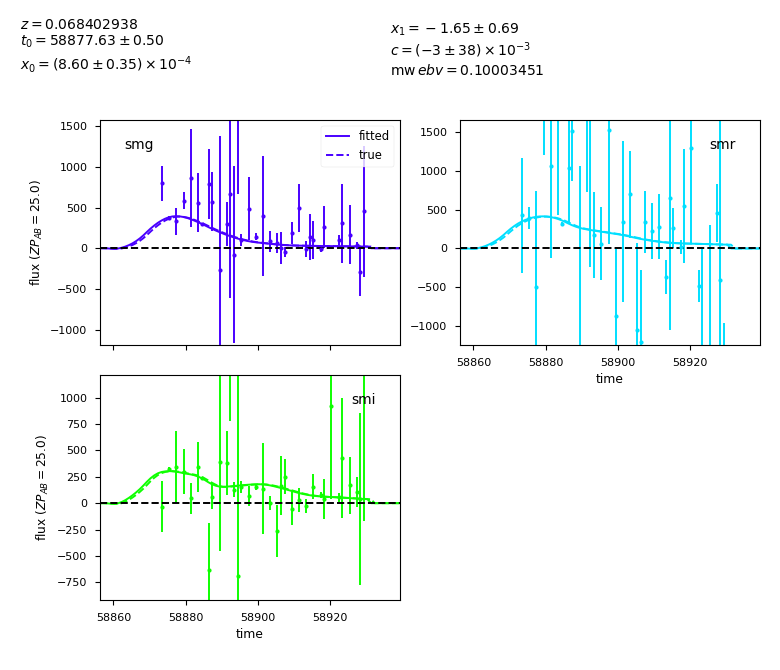 z = 0.068402938
t₀ = 58877.63 ± 0.50
x₀ = (8.60 ± 0.35) × 10⁻⁴
x₁ = −1.65 ± 0.69
c = (−3 ± 38) × 10⁻³
mw ebv = 0.10003451
smg
fitted
true
1500
1000
500
0
−500
−1000
flux (ZP_AB = 25.0)
smr
1500
1000
500
0
−500
−1000
58860
58880
58900
58920
time
smi
1000
750
500
250
0
−250
−500
−750
flux (ZP_AB = 25.0)
58860
58880
58900
58920
time